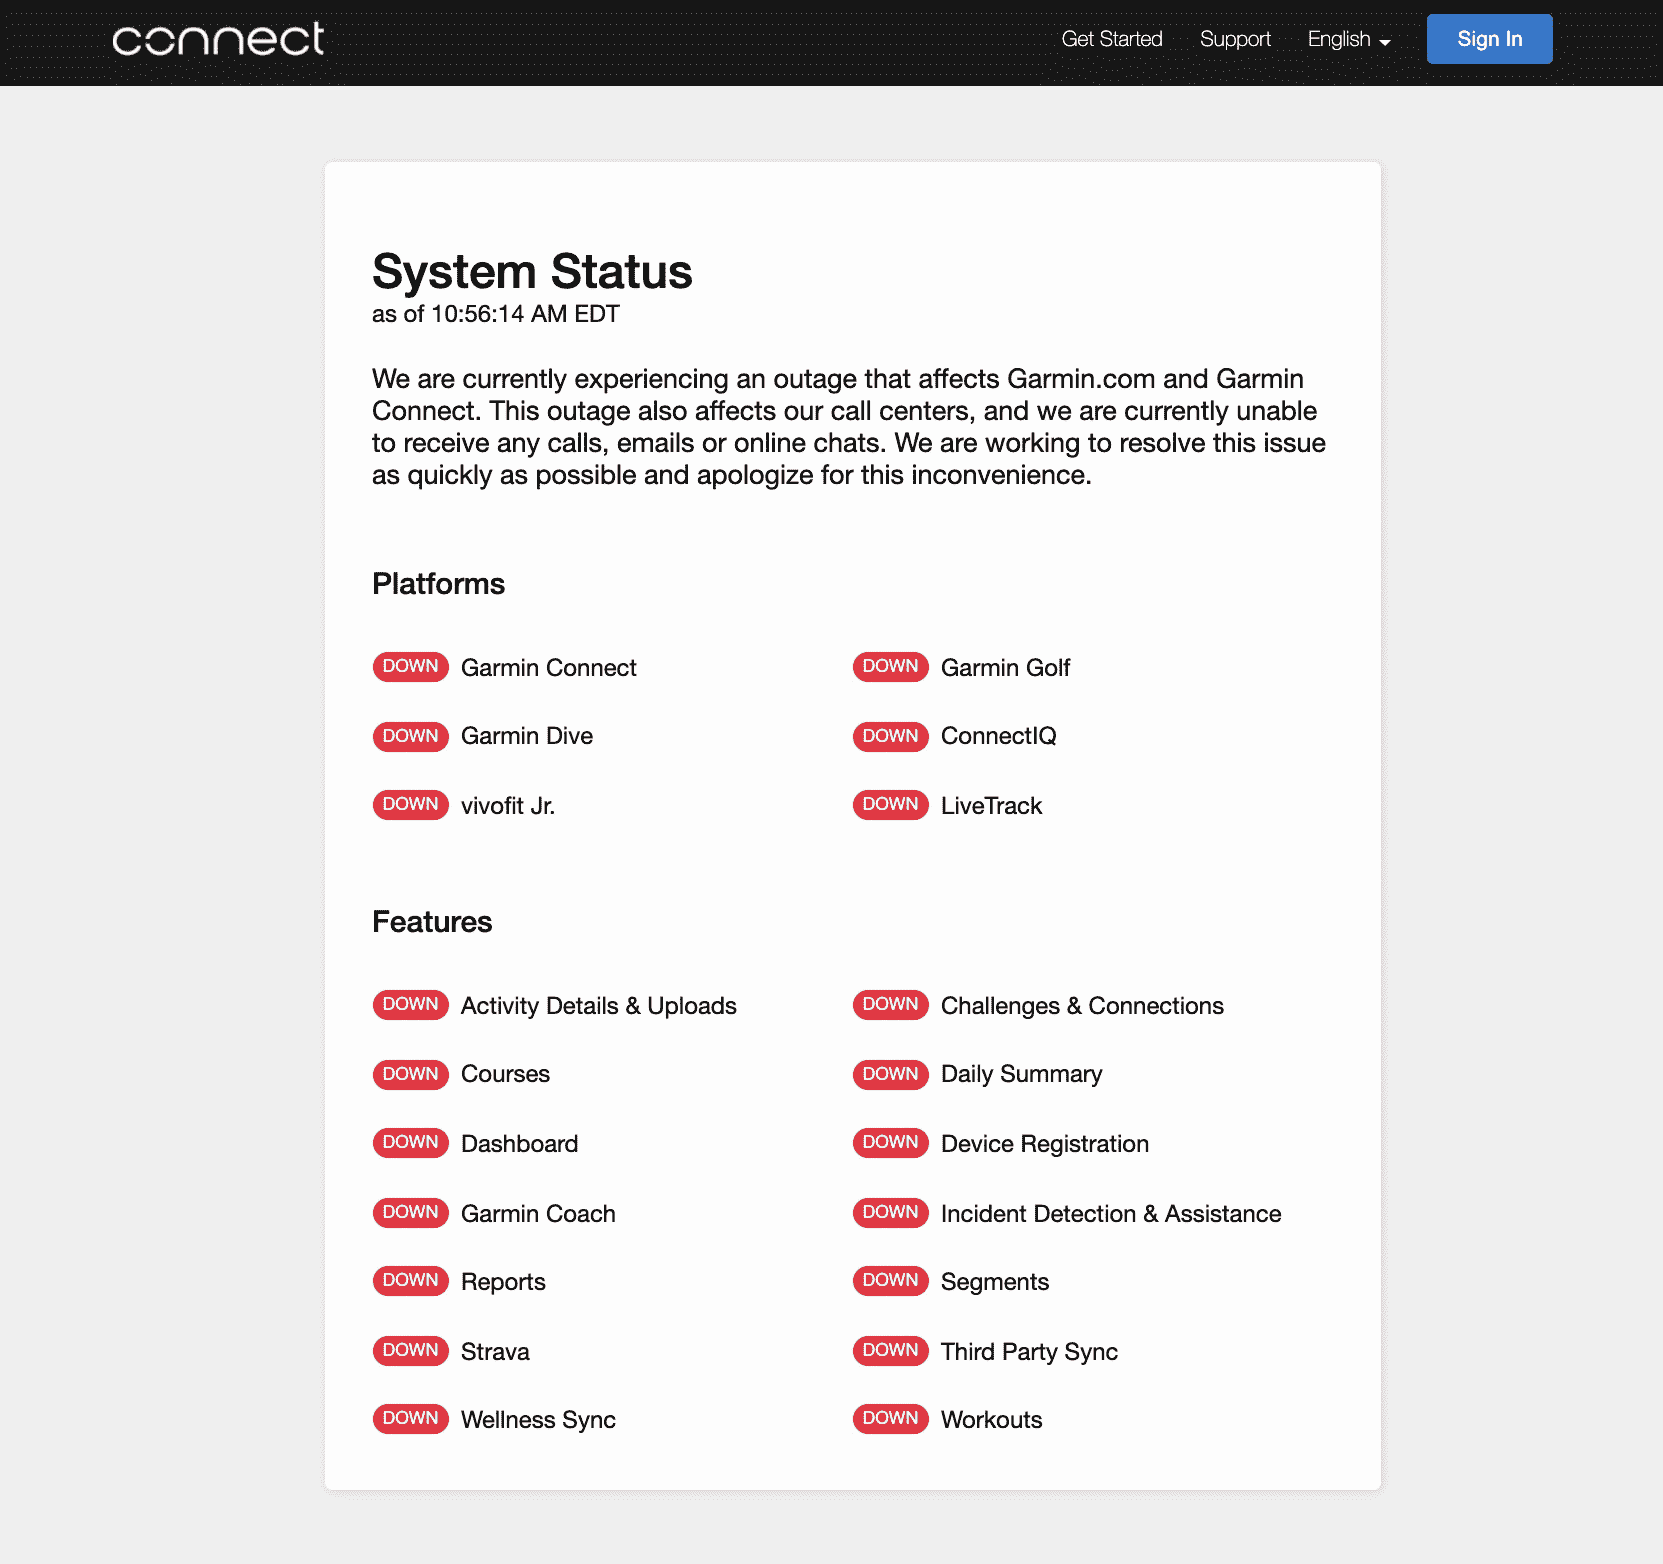 connect
Get Started Support English Sign In
System Status
as of 10:56:14 AM EDT
We are currently experiencing an outage that affects Garmin.com and Garmin
Connect. This outage also affects our call centers, and we are currently unable
to receive any calls, emails or online chats. We are working to resolve this issue
as quickly as possible and apologize for this inconvenience.
Platforms
DOWN Garmin Connect
DOWN Garmin Golf
DOWN Garmin Dive
DOWN ConnectIQ
DOWN vivofit Jr.
DOWN LiveTrack
Features
DOWN Activity Details & Uploads
DOWN Challenges & Connections
DOWN Courses
DOWN Daily Summary
DOWN Dashboard
DOWN Device Registration
DOWN Garmin Coach
DOWN Incident Detection & Assistance
DOWN Reports
DOWN Segments
DOWN Strava
DOWN Third Party Sync
DOWN Wellness Sync
DOWN Workouts